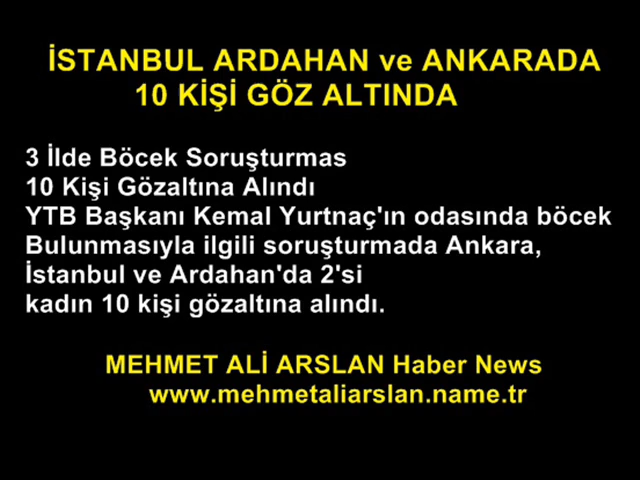 İSTANBUL ARDAHAN ve ANKARADA
10 KİŞİ GÖZ ALTINDA
3 İlde Böcek Soruşturmas
10 Kişi Gözaltına Alındı
YTB Başkanı Kemal Yurtnaç'ın odasında böcek
Bulunmasıyla ilgili soruşturmada Ankara,
İstanbul ve Ardahan'da 2'si
kadın 10 kişi gözaltına alındı.
MEHMET ALİ ARSLAN Haber News
www.mehmetaliarslan.name.tr